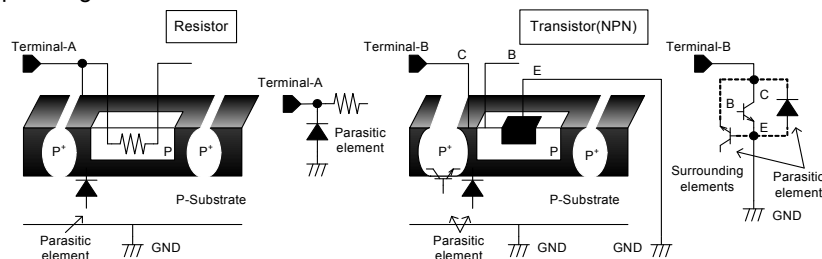 Resistor
Terminal-A
P+
P
P+
P-Substrate
Parasitic
element
GND
Terminal-A
Parasitic
element
Transistor(NPN)
Terminal-B
C
B
E
P+
P
P+
P-Substrate
Parasitic
element
GND
GND
Terminal-B
C
B
E
Surrounding
elements
Parasitic
element
GND